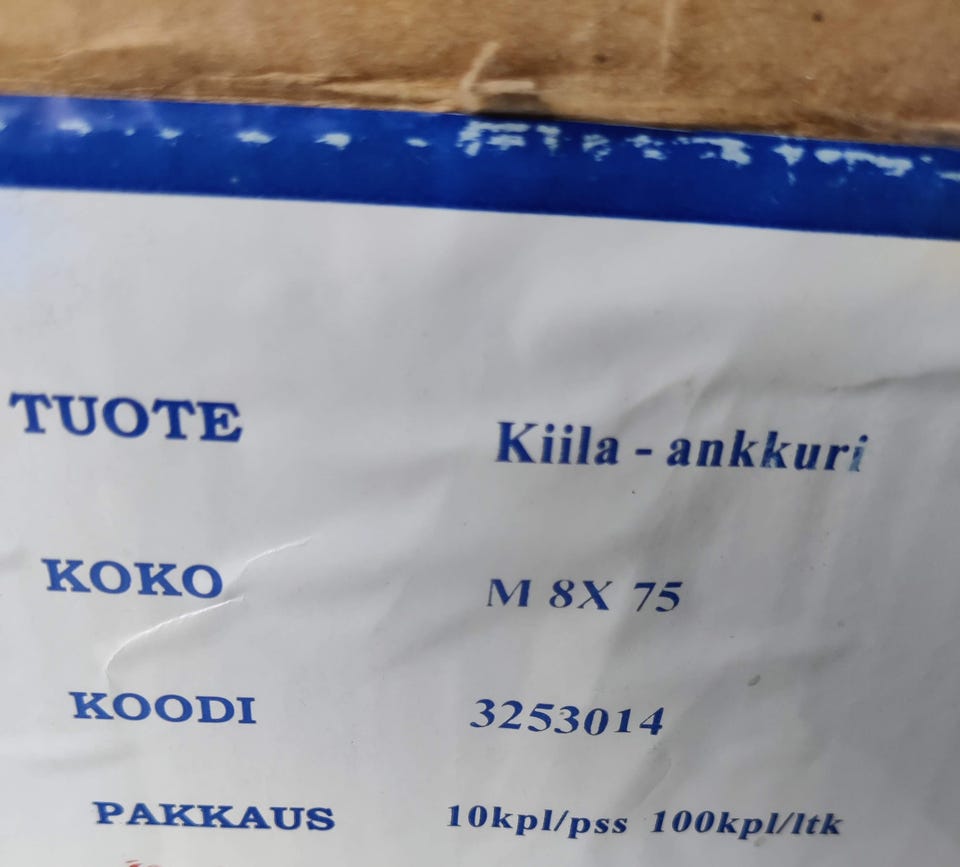 TUOTE Kiila - ankkuri
KOKO M 8X 75
KOODI 3253014
PAKKAUS 10kpl/pss 100kpl/ltk